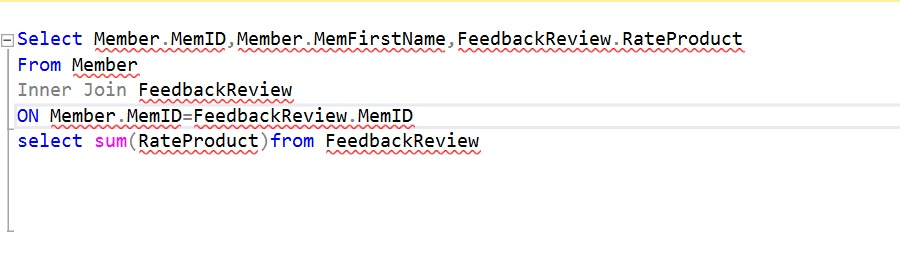 Select Member.MemID,Member.MemFirstName,FeedbackReview.RateProduct
From Member
Inner Join FeedbackReview
ON Member.MemID=FeedbackReview.MemID
select sum(RateProduct)from FeedbackReview